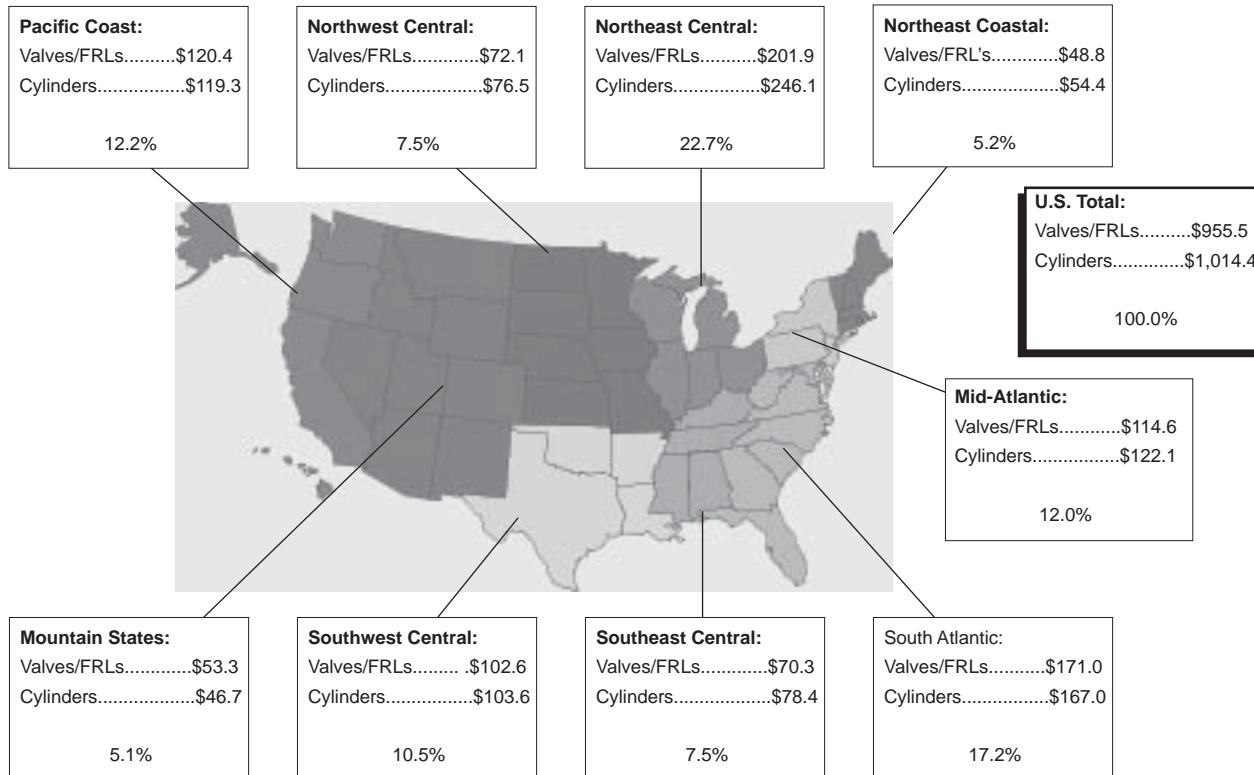 Pacific Coast:
Valves/FRLs..........$120.4
Cylinders.................$119.3
12.2%
Northwest Central:
Valves/FRLs.............$72.1
Cylinders...................$76.5
7.5%
Northeast Central:
Valves/FRLs...........$201.9
Cylinders.................$246.1
22.7%
Northeast Coastal:
Valves/FRL’s.............$48.8
Cylinders...................$54.4
5.2%
U.S. Total:
Valves/FRLs..........$955.5
Cylinders.............$1,014.4
100.0%
Mid-Atlantic:
Valves/FRLs............$114.6
Cylinders.................$122.1
12.0%
Mountain States:
Valves/FRLs.............$53.3
Cylinders...................$46.7
5.1%
Southwest Central:
Valves/FRLs......... .$102.6
Cylinders.................$103.6
10.5%
Southeast Central:
Valves/FRLs.............$70.3
Cylinders...................$78.4
7.5%
South Atlantic:
Valves/FRLs...........$171.0
Cylinders.................$167.0
17.2%